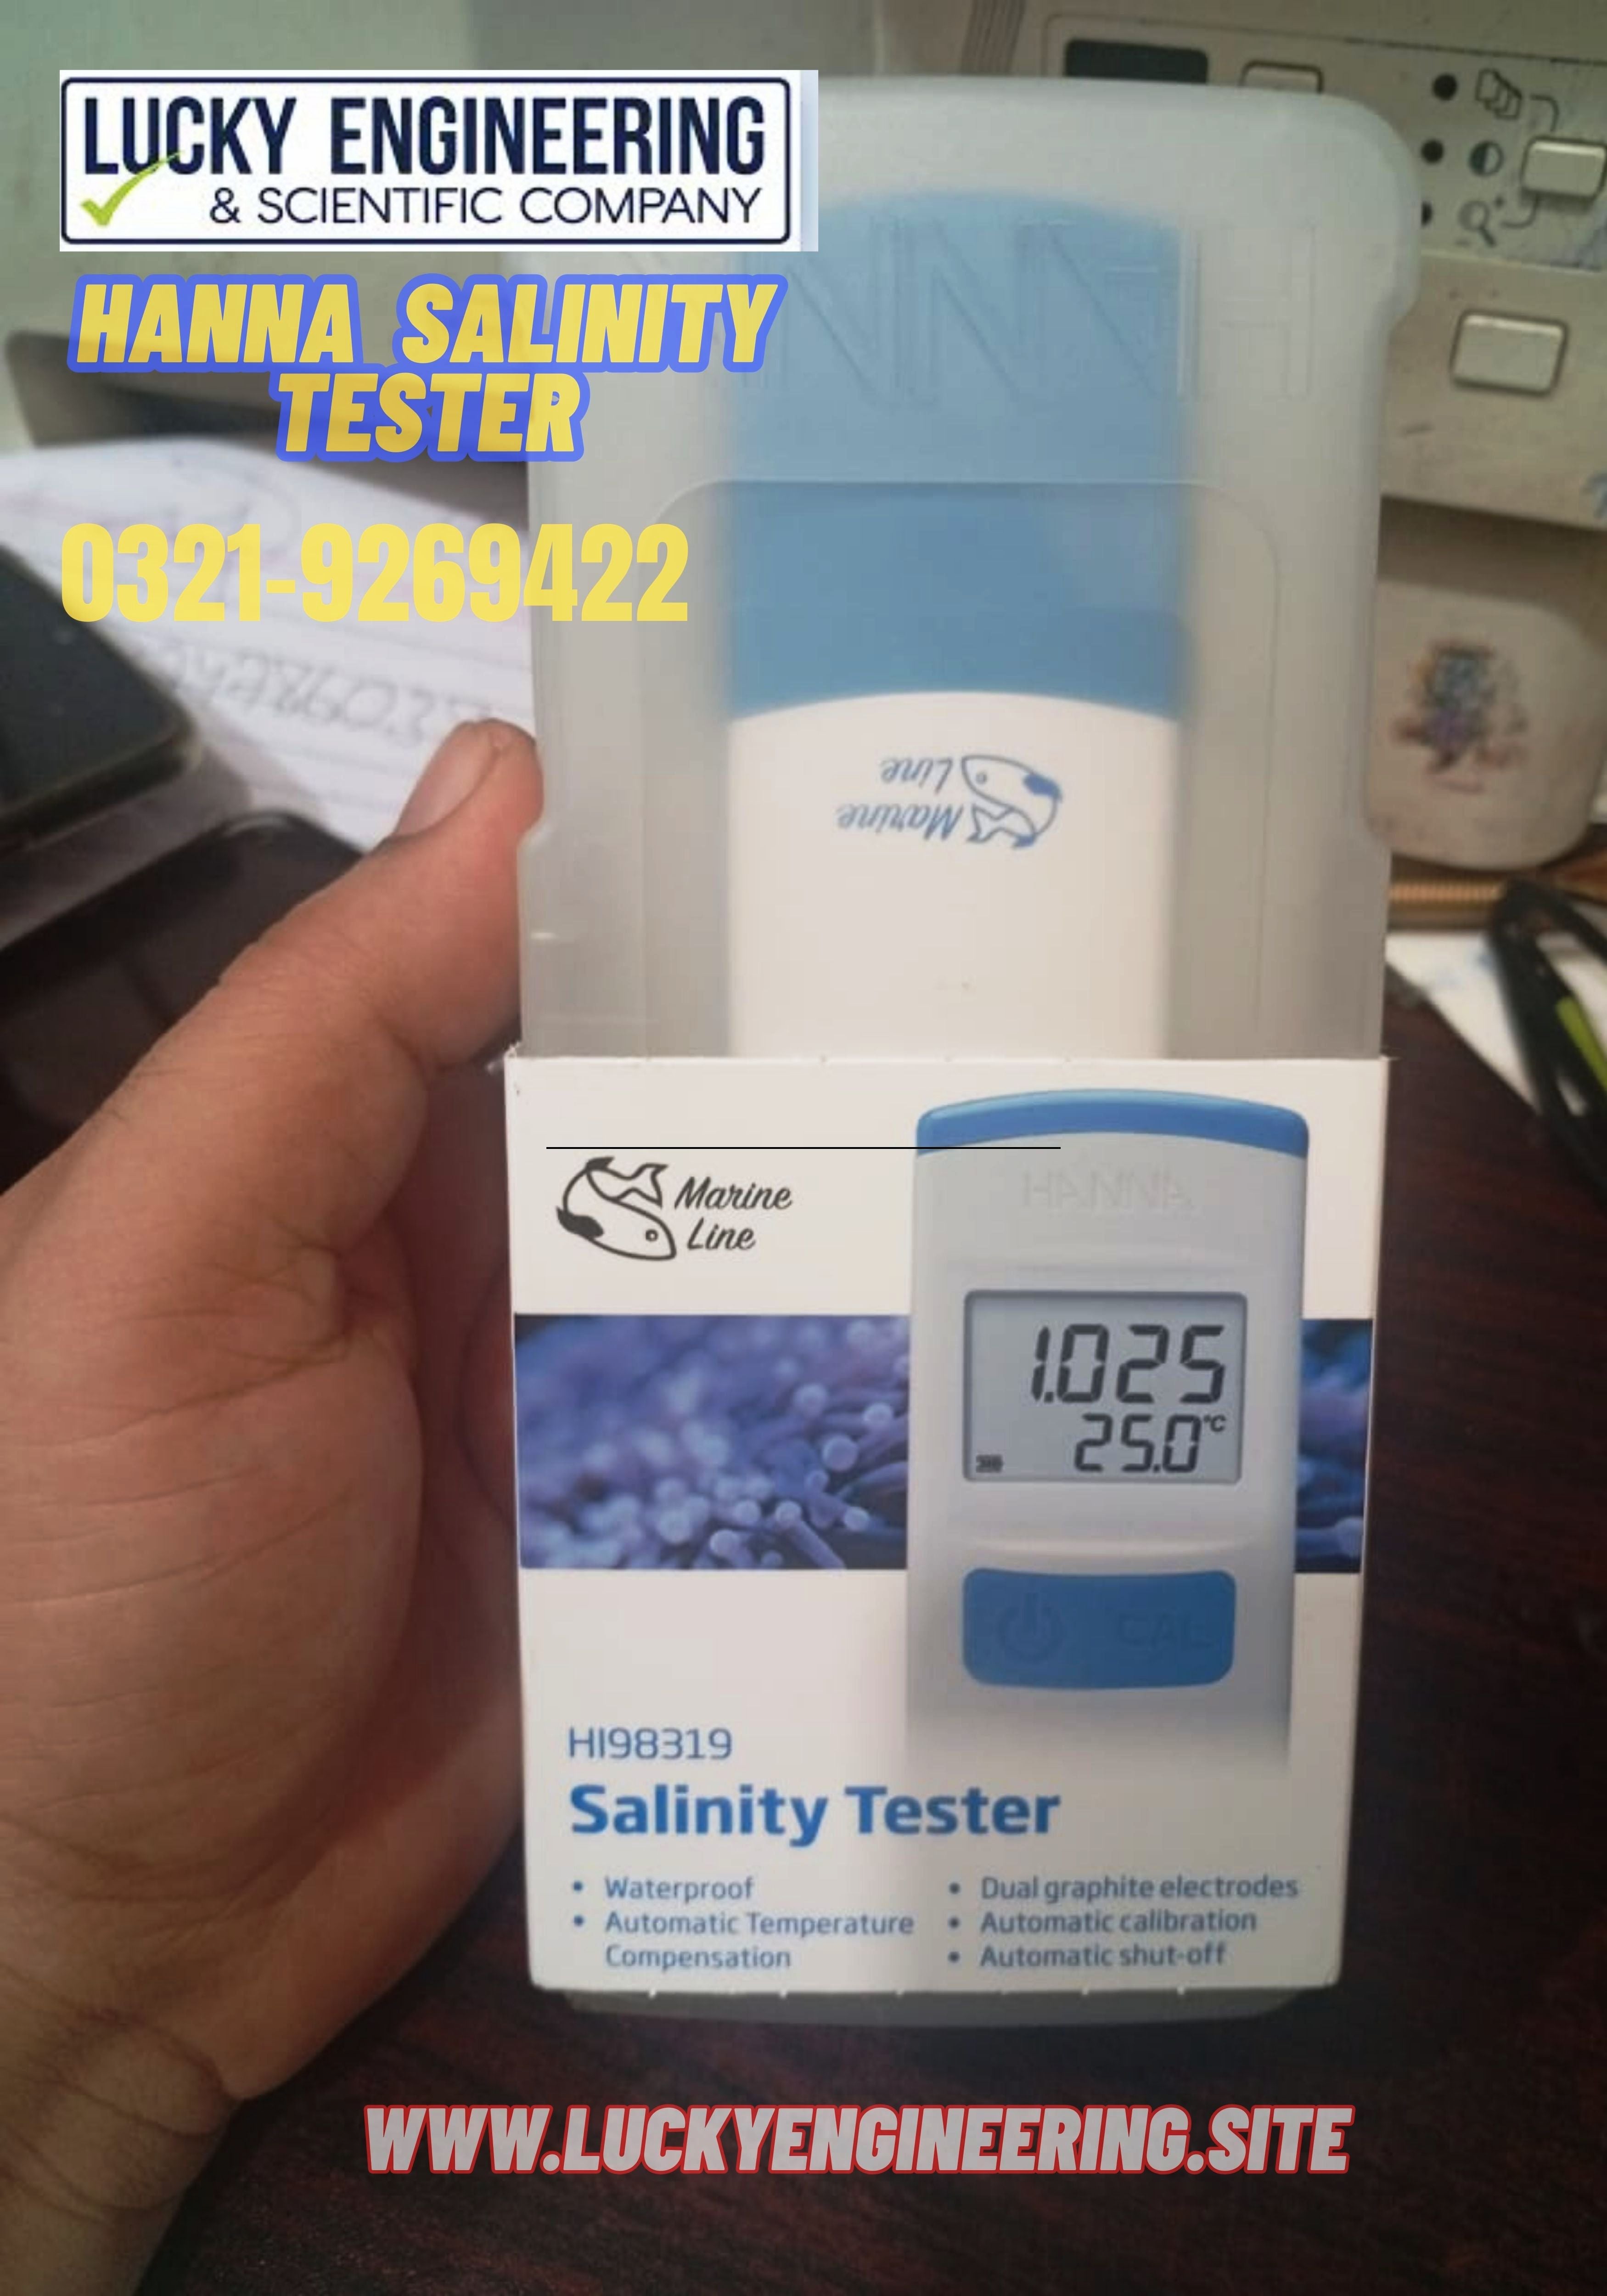 LUCKY ENGINEERING
& SCIENTIFIC COMPANY
HANNA SALINITY
TESTER
0321-9269422
HANNA
Marine
Line
Marine
Line
HANNA
1.025
25.0°C
CAL
HI98319
Salinity Tester
• Waterproof
• Automatic Temperature
Compensation
• Dual graphite electrodes
• Automatic calibration
• Automatic shut-off
WWW.LUCKYENGINEERING.SITE